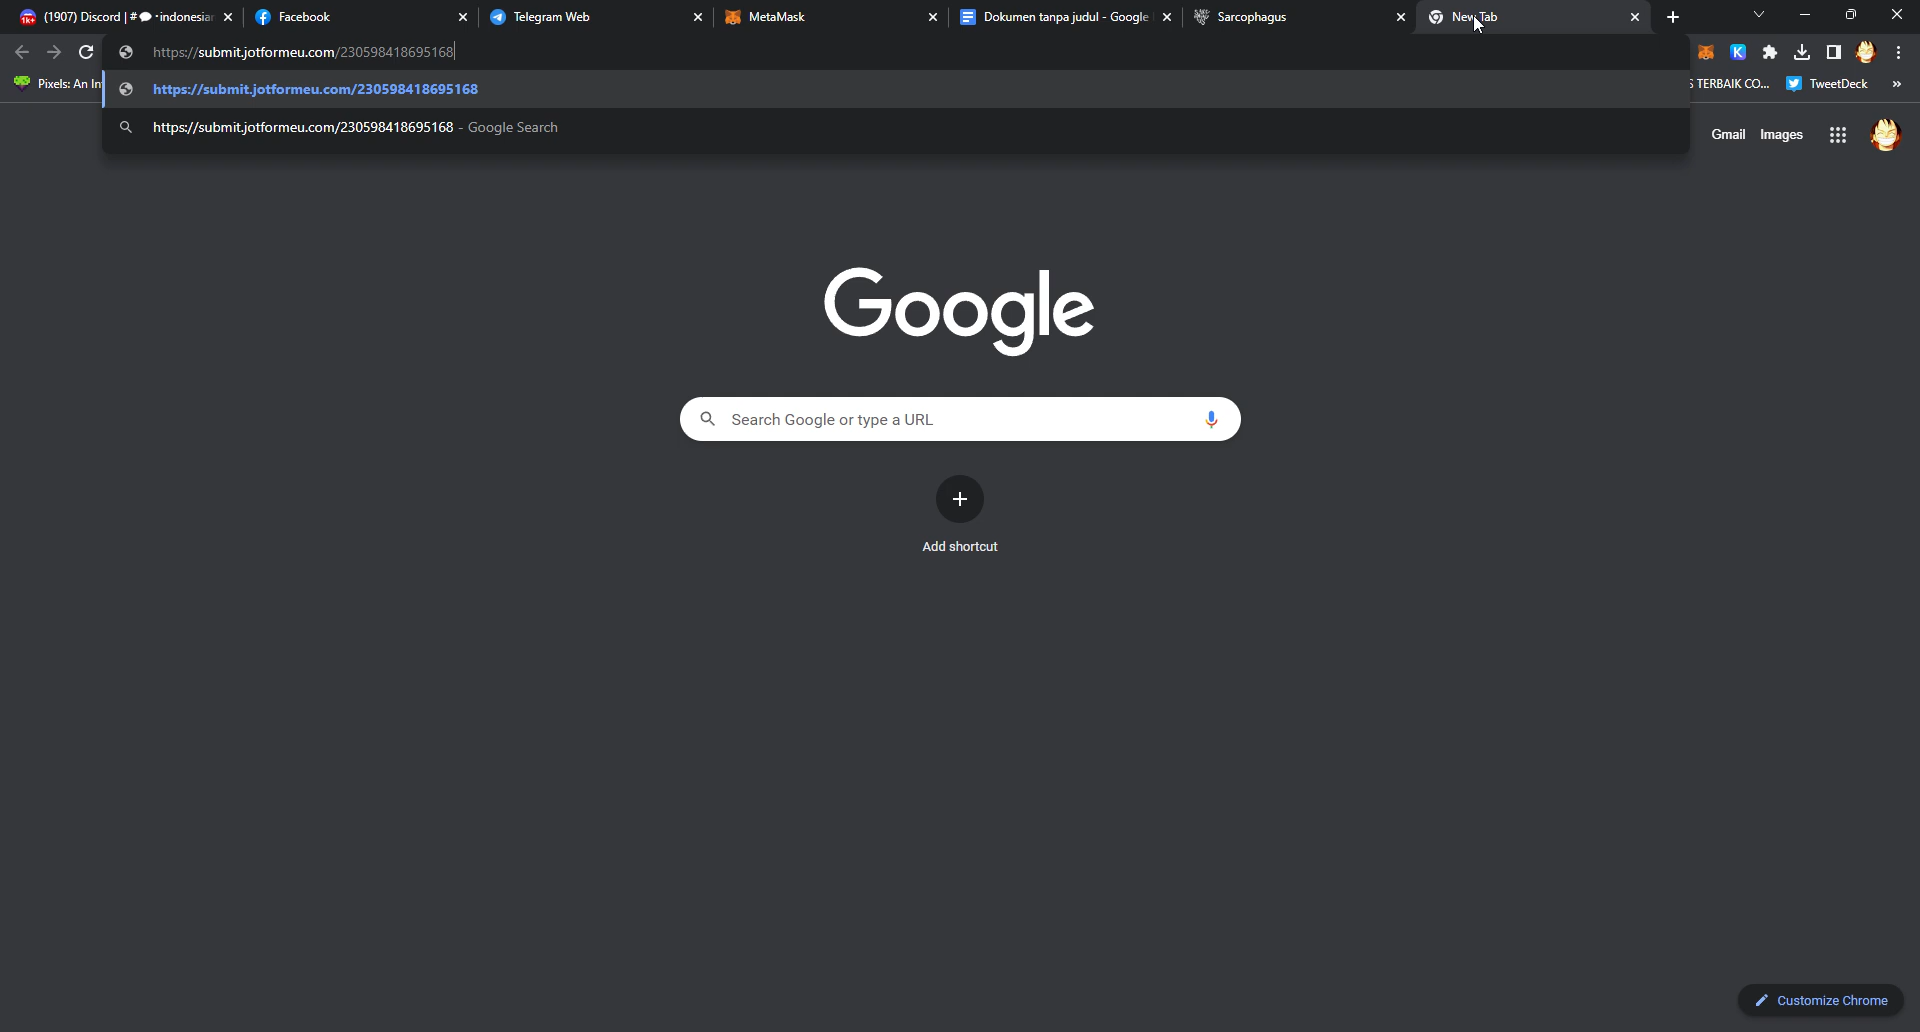 (1907) Discord | # 💬・indonesian
Facebook
Telegram Web
MetaMask
Dokumen tanpa judul - Google
Sarcophagus
New Tab
https://submit.jotformeu.com/230598418695168
Pixels: An In
https://submit.jotformeu.com/230598418695168
S TERBAIK CO...
TweetDeck
»
https://submit.jotformeu.com/230598418695168 - Google Search
Gmail
Images
Google
Search Google or type a URL
Add shortcut
Customize Chrome